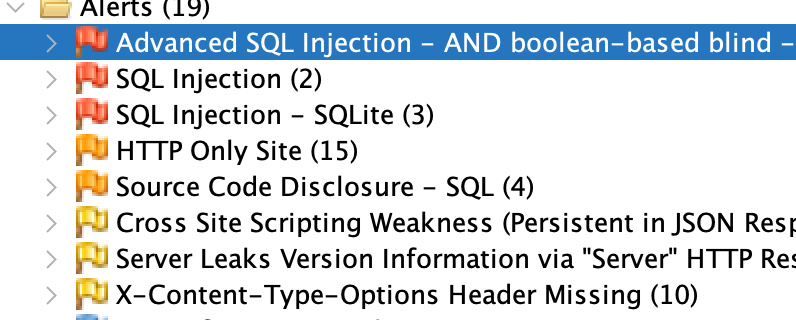 Alerts (19)
Advanced SQL Injection - AND boolean-based blind -
SQL Injection (2)
SQL Injection - SQLite (3)
HTTP Only Site (15)
Source Code Disclosure - SQL (4)
Cross Site Scripting Weakness (Persistent in JSON Resp
Server Leaks Version Information via "Server" HTTP Res
X-Content-Type-Options Header Missing (10)